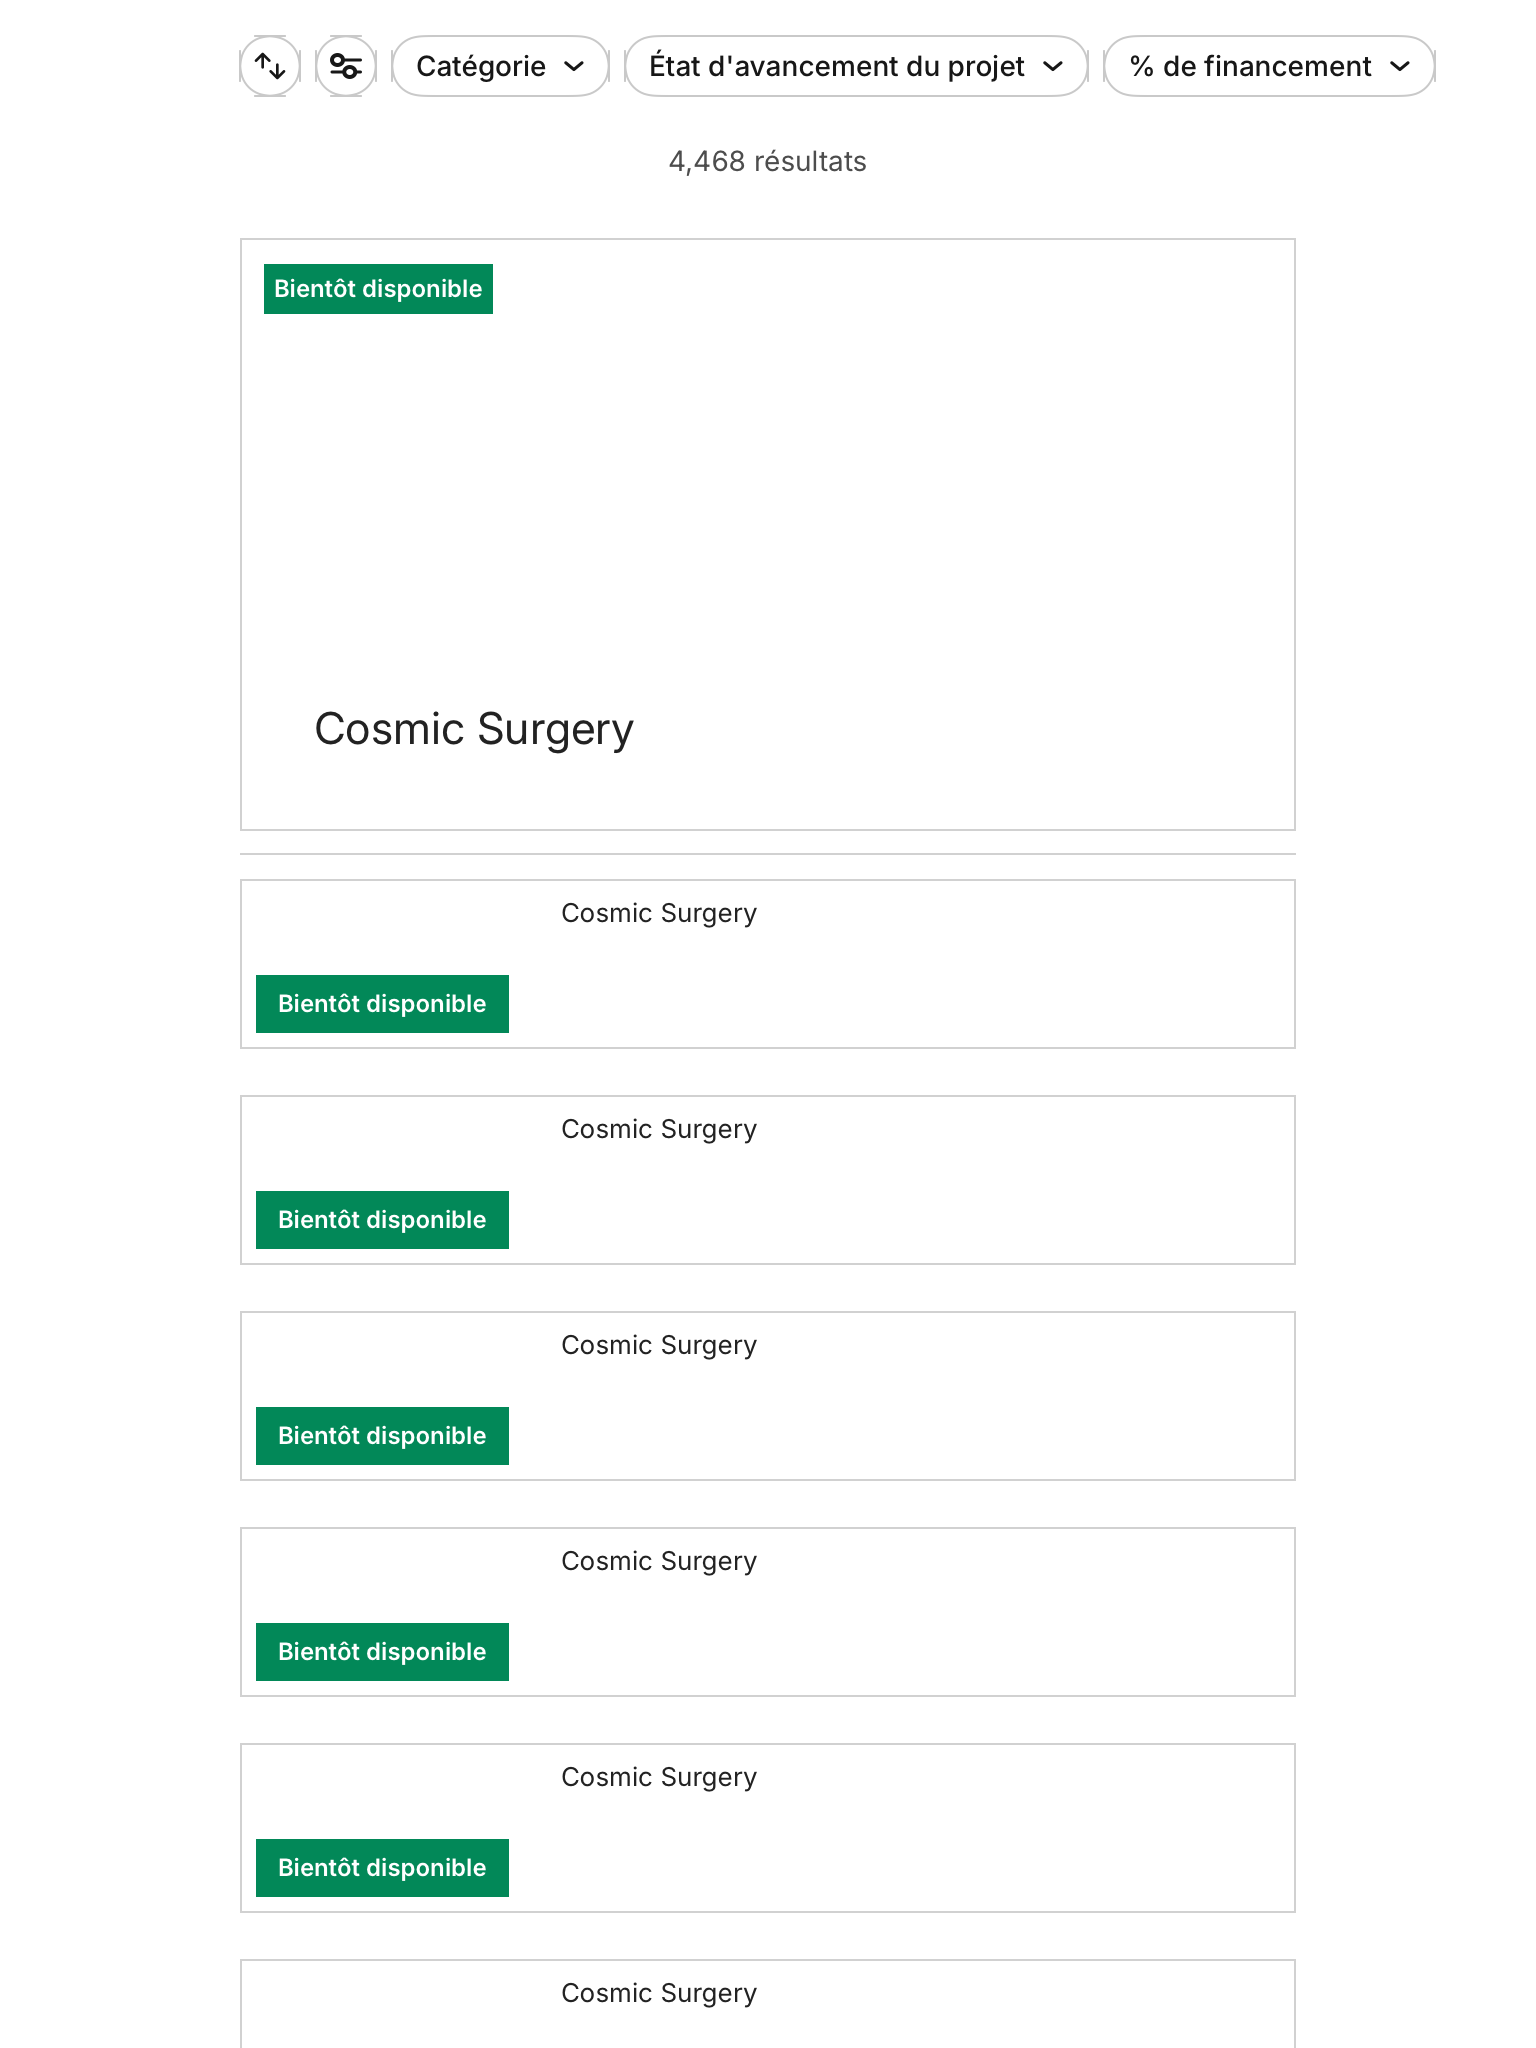 Catégorie
État d'avancement du projet
% de financement
4,468 résultats
Bientôt disponible
Cosmic Surgery
Cosmic Surgery
Bientôt disponible
Cosmic Surgery
Bientôt disponible
Cosmic Surgery
Bientôt disponible
Cosmic Surgery
Bientôt disponible
Cosmic Surgery
Bientôt disponible
Cosmic Surgery